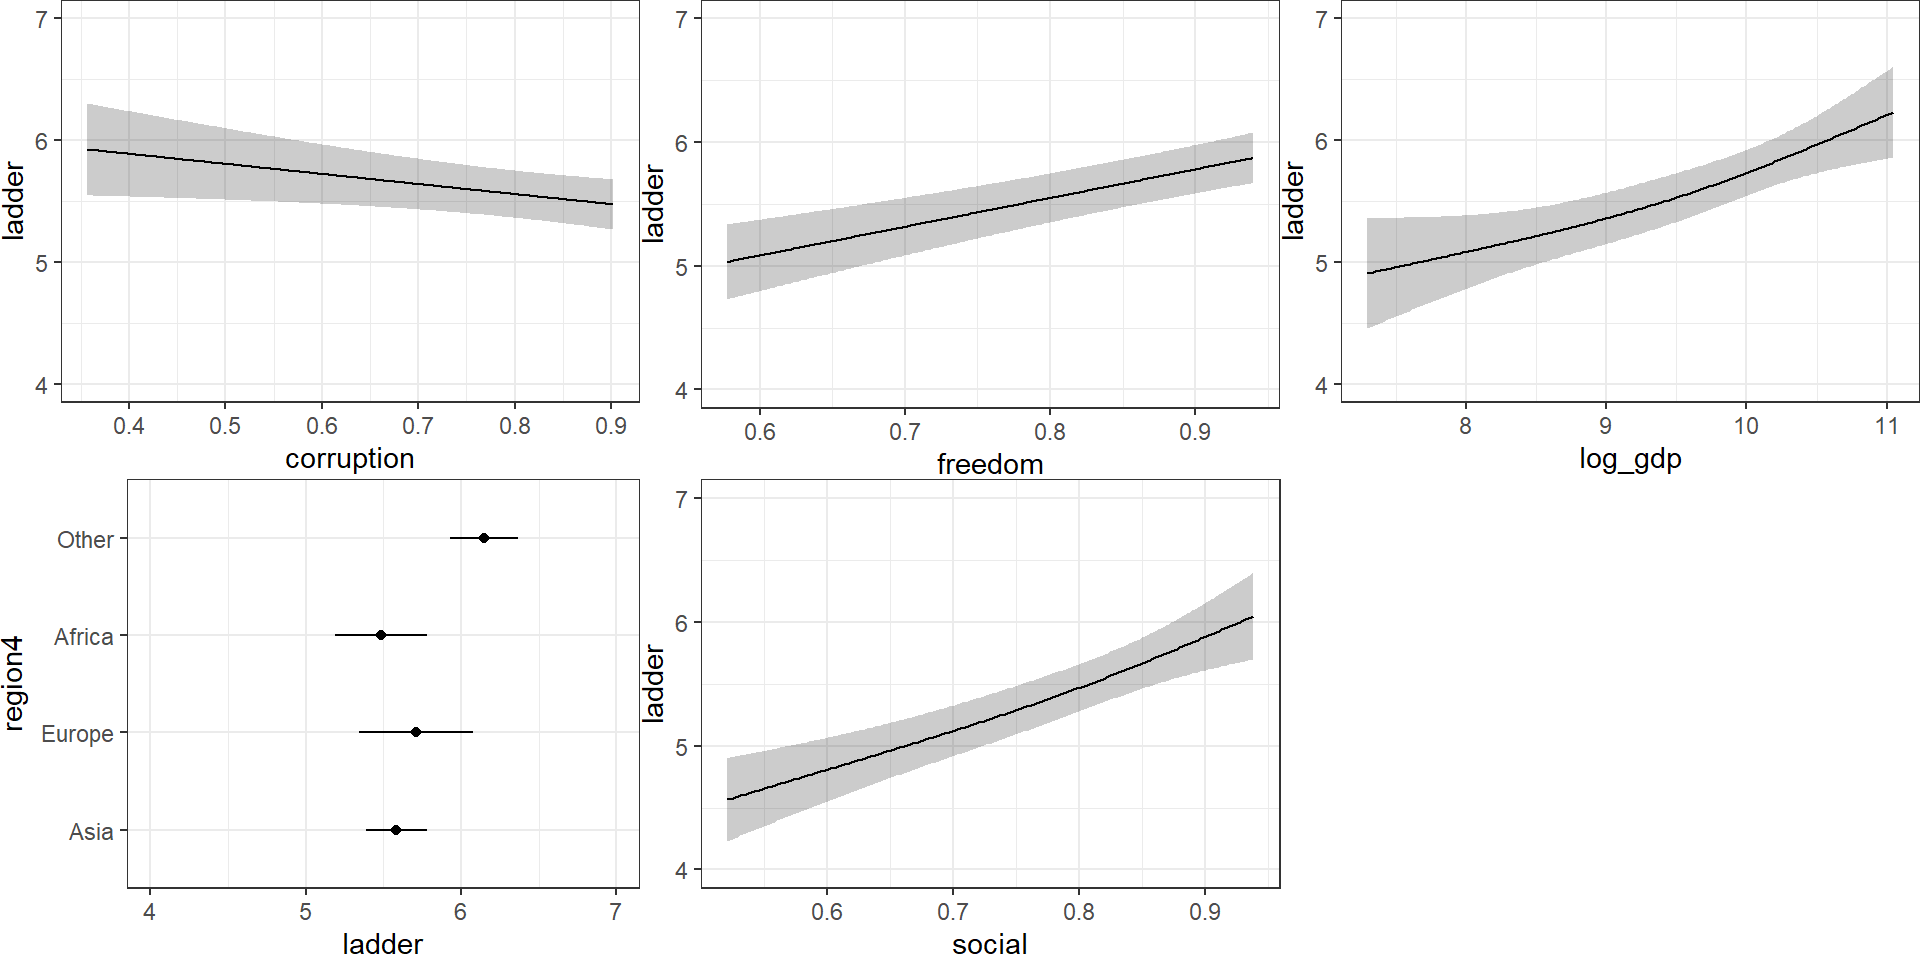 7
6
5
4
ladder
0.4 0.5 0.6 0.7 0.8 0.9
corruption
7
6
5
4
ladder
0.6 0.7 0.8 0.9
freedom
7
6
5
4
ladder
8 9 10 11
log_gdp
Other
Africa
Europe
Asia
region4
4 5 6 7
ladder
7
6
5
4
ladder
0.6 0.7 0.8 0.9
social